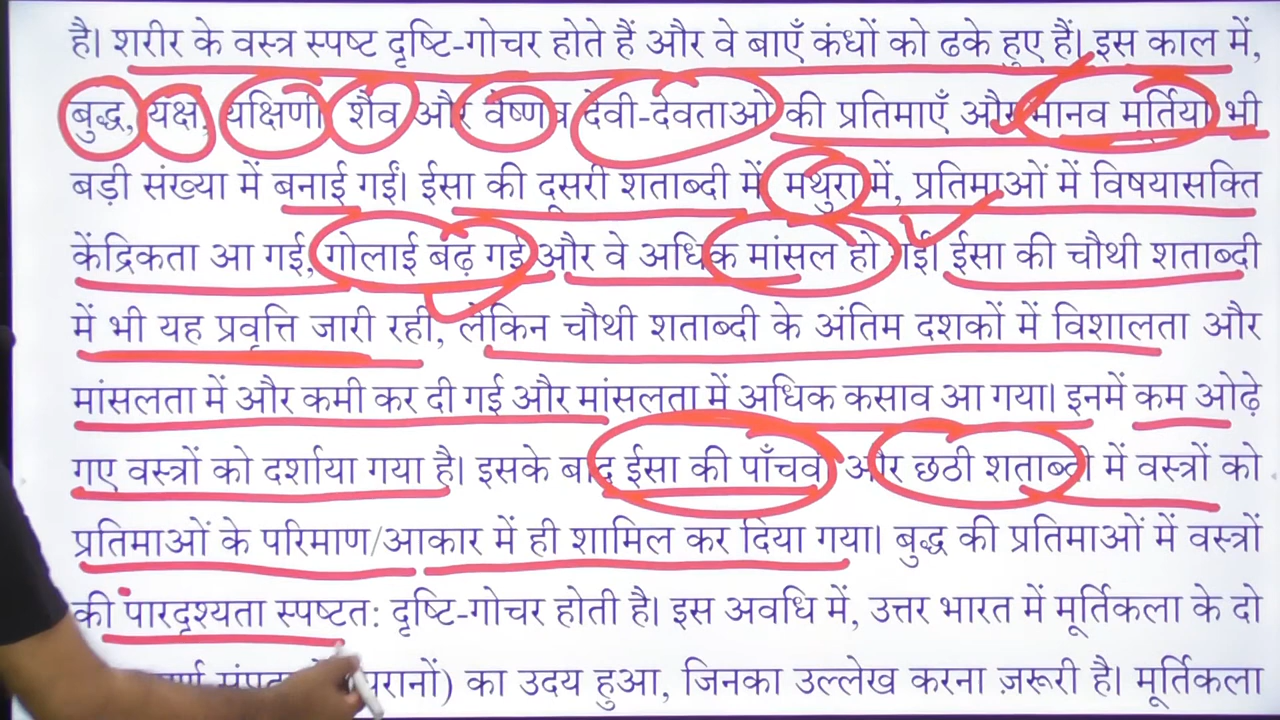 है। शरीर के वस्त्र स्पष्ट दृष्टि-गोचर होते हैं और वे बाएँ कंधों को ढके हुए हैं। इस काल में,
बुद्ध, यक्ष, यक्षिणी, शैव और वैष्णव देवी-देवताओं की प्रतिमाएँ और मानव मूर्तियाँ भी
बड़ी संख्या में बनाई गईं। ईसा की दूसरी शताब्दी में, मथुरा में, प्रतिमाओं में विषयासक्ति
केंद्रिकता आ गई, गोलाई बढ़ गई और वे अधिक मांसल हो गईं। ईसा की चौथी शताब्दी
में भी यह प्रवृत्ति जारी रही, लेकिन चौथी शताब्दी के अंतिम दशकों में विशालता और
मांसलता में और कमी कर दी गई और मांसलता में अधिक कसाव आ गया। इनमें कम ओढ़े
गए वस्त्रों को दर्शाया गया है। इसके बाद ईसा की पाँचवीं और छठी शताब्दी में वस्त्रों को
प्रतिमाओं के परिमाण/आकार में ही शामिल कर दिया गया। बुद्ध की प्रतिमाओं में वस्त्रों
की पारदृश्यता स्पष्टत: दृष्टि-गोचर होती है। इस अवधि में, उत्तर भारत में मूर्तिकला के दो
का उदय हुआ, जिनका उल्लेख करना ज़रूरी है। मूर्तिकला